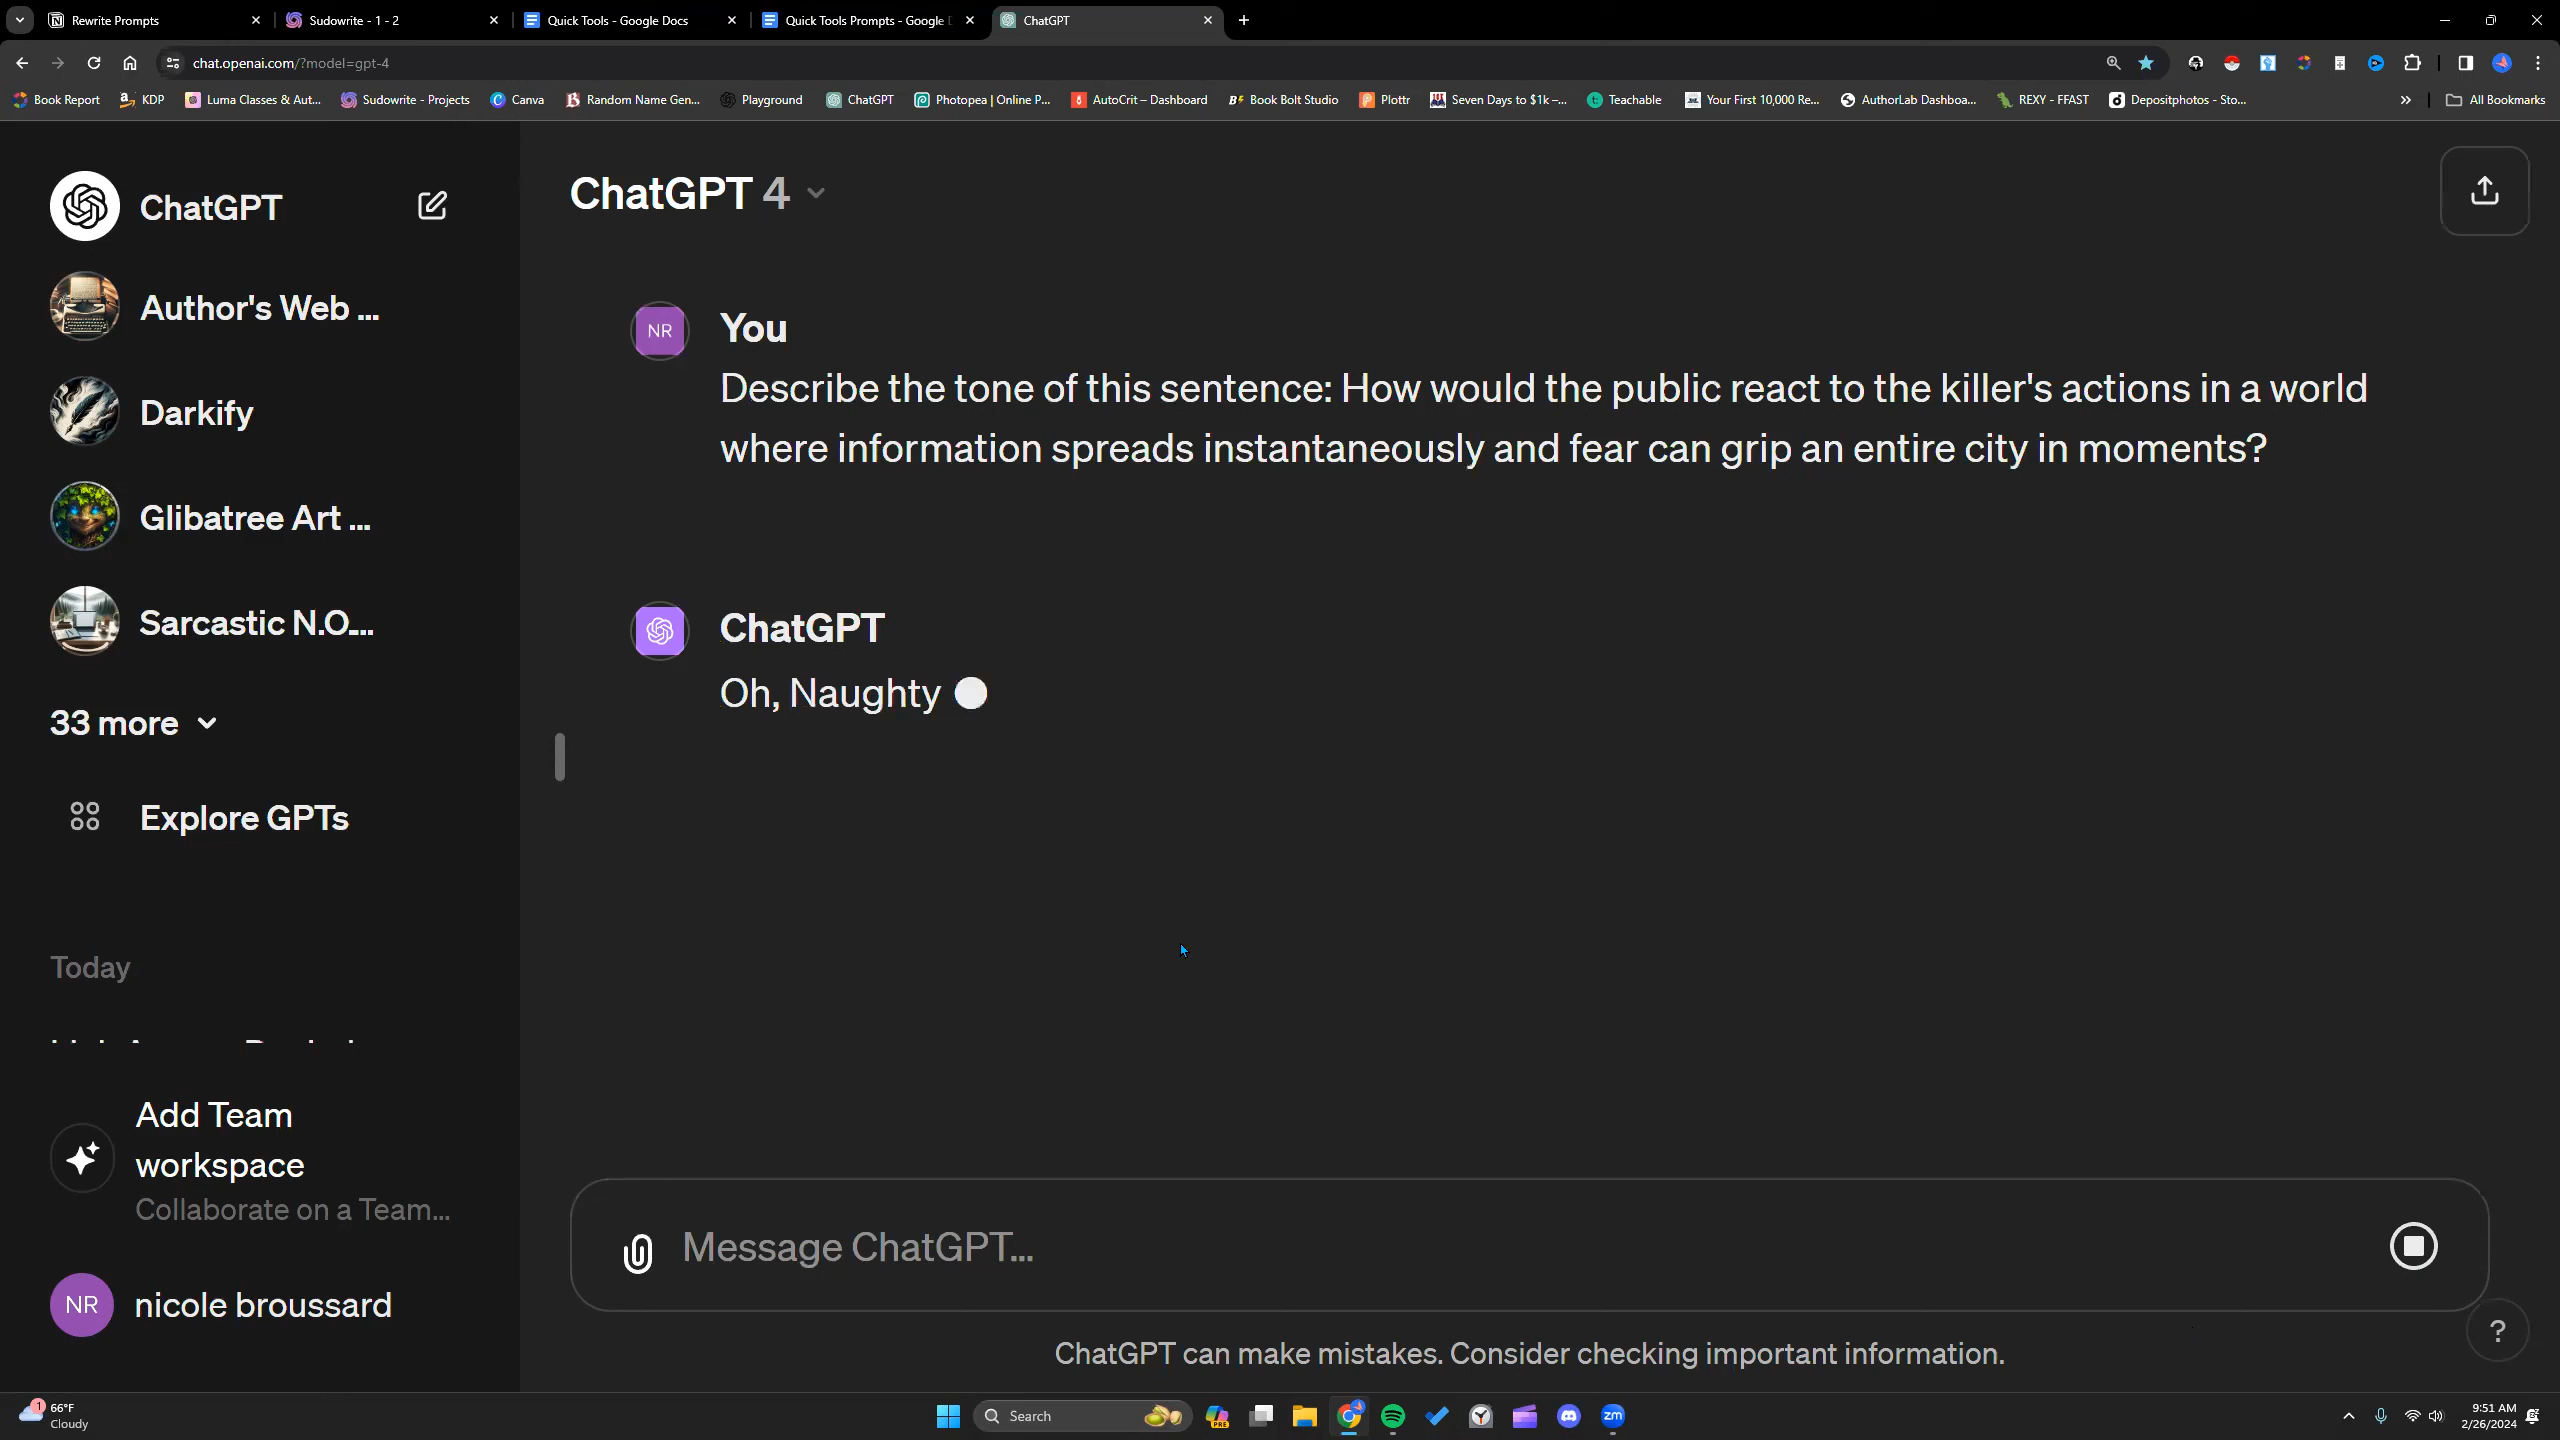 Rewrite Prompts
Sudowrite - 1 - 2
Quick Tools - Google Docs
Quick Tools Prompts - Google D
ChatGPT
chat.openai.com/?model=gpt-4
Book Report
KDP
Luma Classes & Aut...
Sudowrite - Projects
Canva
Random Name Gen...
Playground
ChatGPT
Photopea | Online P...
AutoCrit – Dashboard
Book Bolt Studio
Plottr
Seven Days to $1k –...
Teachable
Your First 10,000 Re...
AuthorLab Dashboa...
REXY - FFAST
Depositphotos - Sto...
All Bookmarks
ChatGPT
Author's Web ...
Darkify
Glibatree Art ...
Sarcastic N.O...
33 more
Explore GPTs
Today
Add Team
workspace
Collaborate on a Team...
NR
nicole broussard
ChatGPT 4
NR
You
Describe the tone of this sentence: How would the public react to the killer's actions in a world
where information spreads instantaneously and fear can grip an entire city in moments?
ChatGPT
Oh, Naughty
Message ChatGPT...
?
ChatGPT can make mistakes. Consider checking important information.
1
66°F
Cloudy
Search
PRE
zm
9:51 AM
2/26/2024